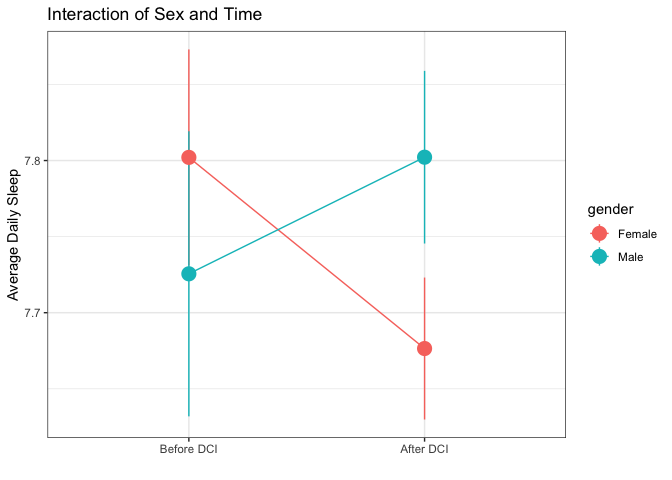 Interaction of Sex and Time
Average Daily Sleep
7.8
7.7
Before DCI
After DCI
gender
Female
Male